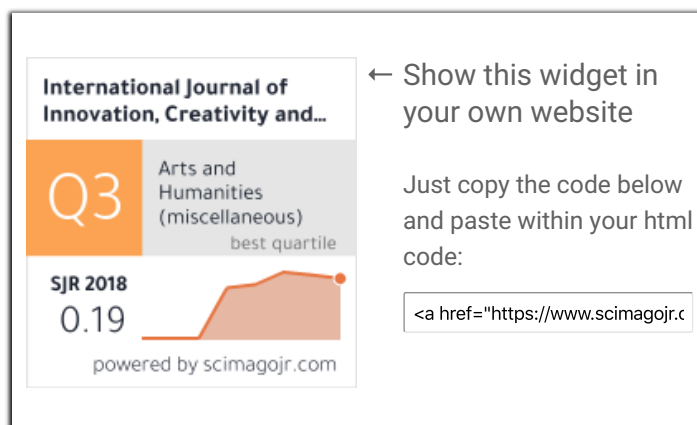 International Journal of
Innovation, Creativity and...
Q3
Arts and
Humanities
(miscellaneous)
best quartile
SJR 2018
0.19
powered by scimagojr.com
← Show this widget in
your own website
Just copy the code below
and paste within your html
code:
<a href="https://www.scimagojr.c